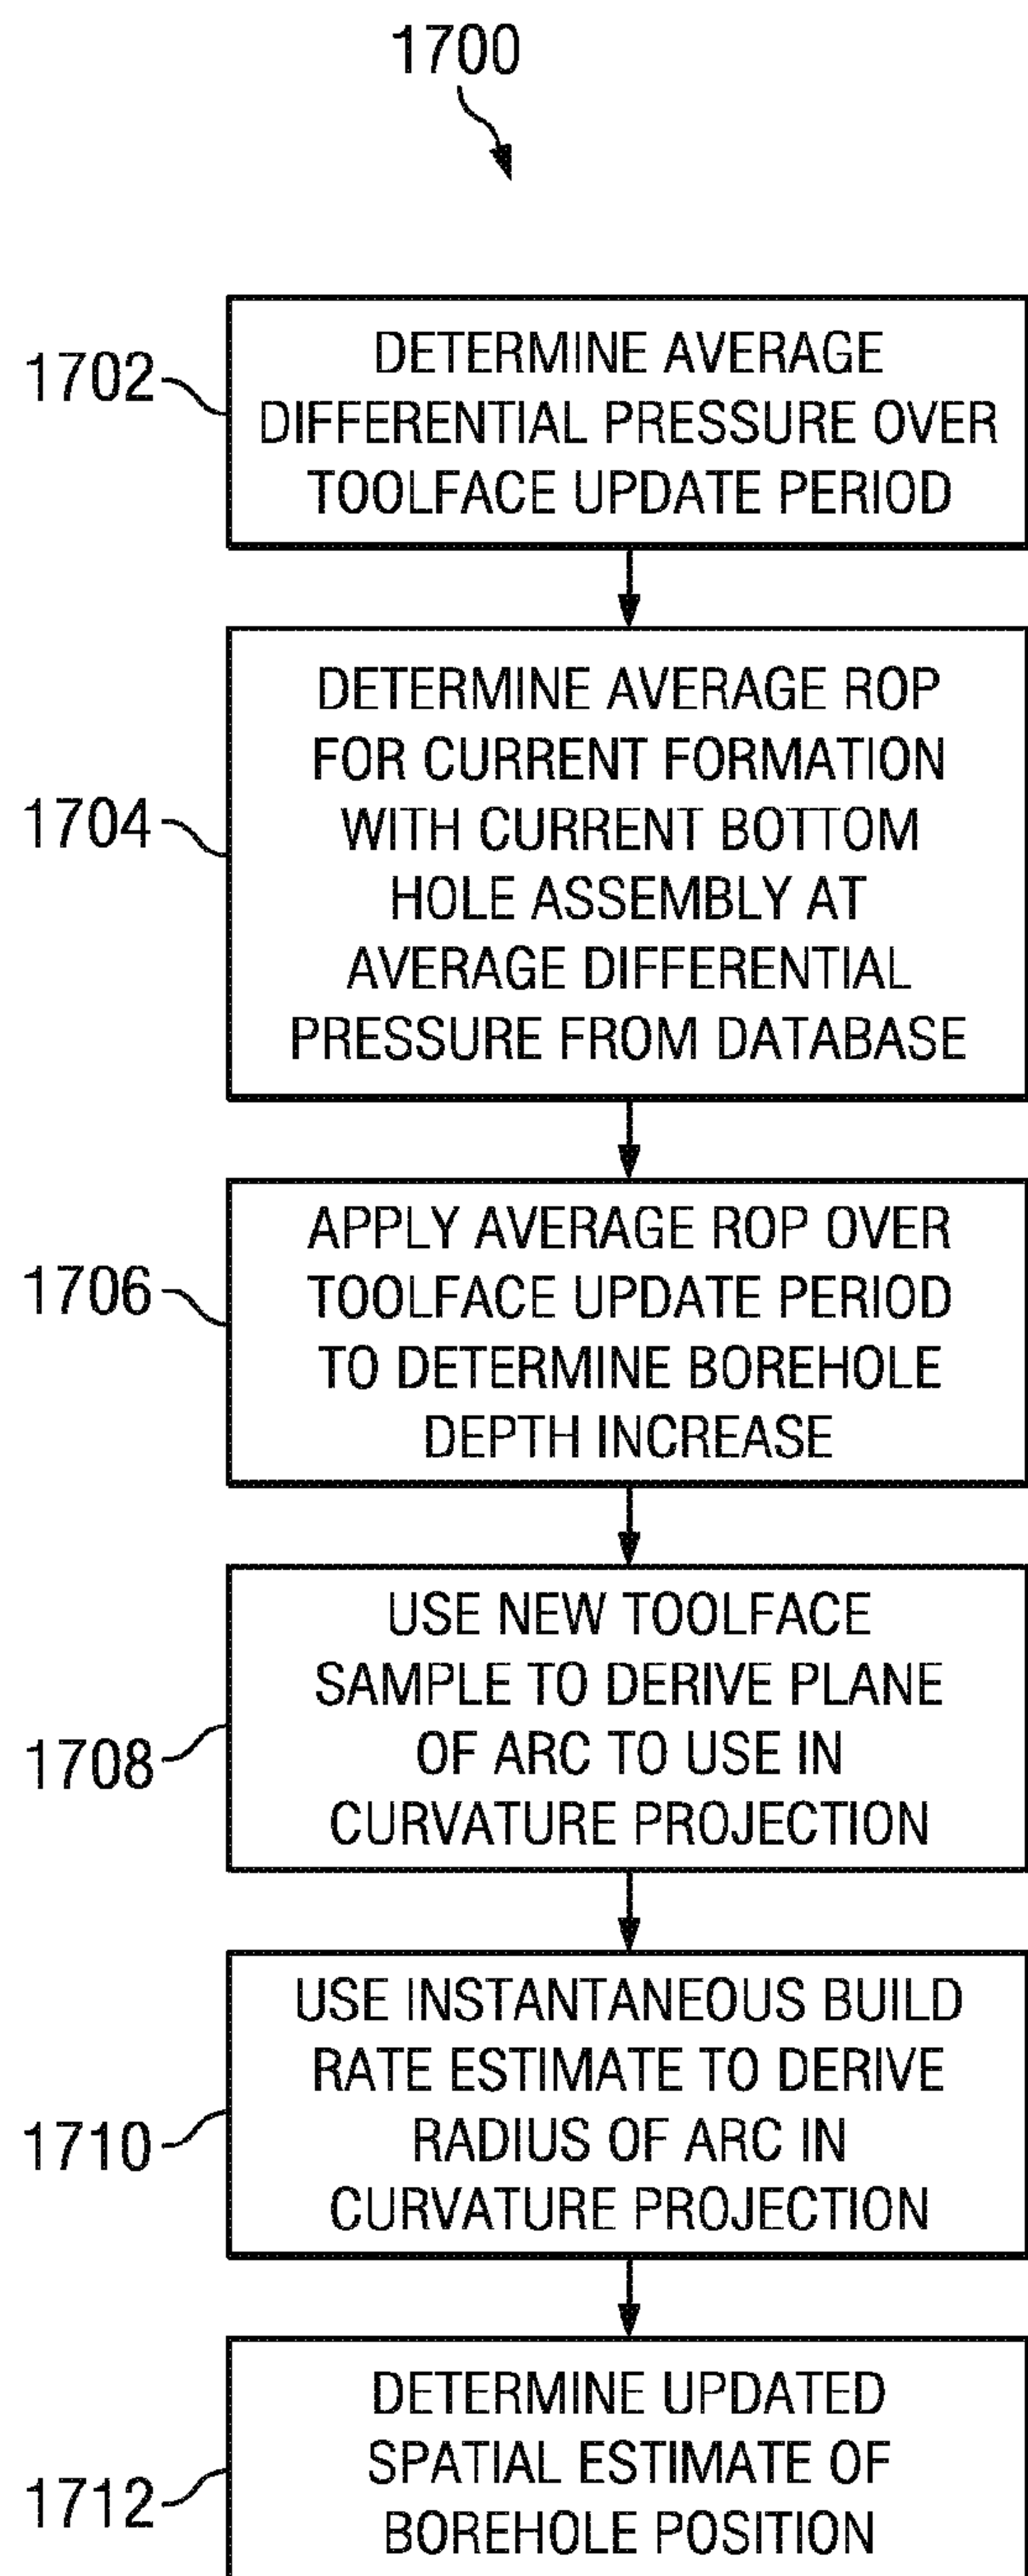 1700
1702
DETERMINE AVERAGE
DIFFERENTIAL PRESSURE OVER
TOOLFACE UPDATE PERIOD
1704
DETERMINE AVERAGE ROP
FOR CURRENT FORMATION
WITH CURRENT BOTTOM
HOLE ASSEMBLY AT
AVERAGE DIFFERENTIAL
PRESSURE FROM DATABASE
1706
APPLY AVERAGE ROP OVER
TOOLFACE UPDATE PERIOD
TO DETERMINE BOREHOLE
DEPTH INCREASE
1708
USE NEW TOOLFACE
SAMPLE TO DERIVE PLANE
OF ARC TO USE IN
CURVATURE PROJECTION
1710
USE INSTANTANEOUS BUILD
RATE ESTIMATE TO DERIVE
RADIUS OF ARC IN
CURVATURE PROJECTION
1712
DETERMINE UPDATED
SPATIAL ESTIMATE OF
BOREHOLE POSITION